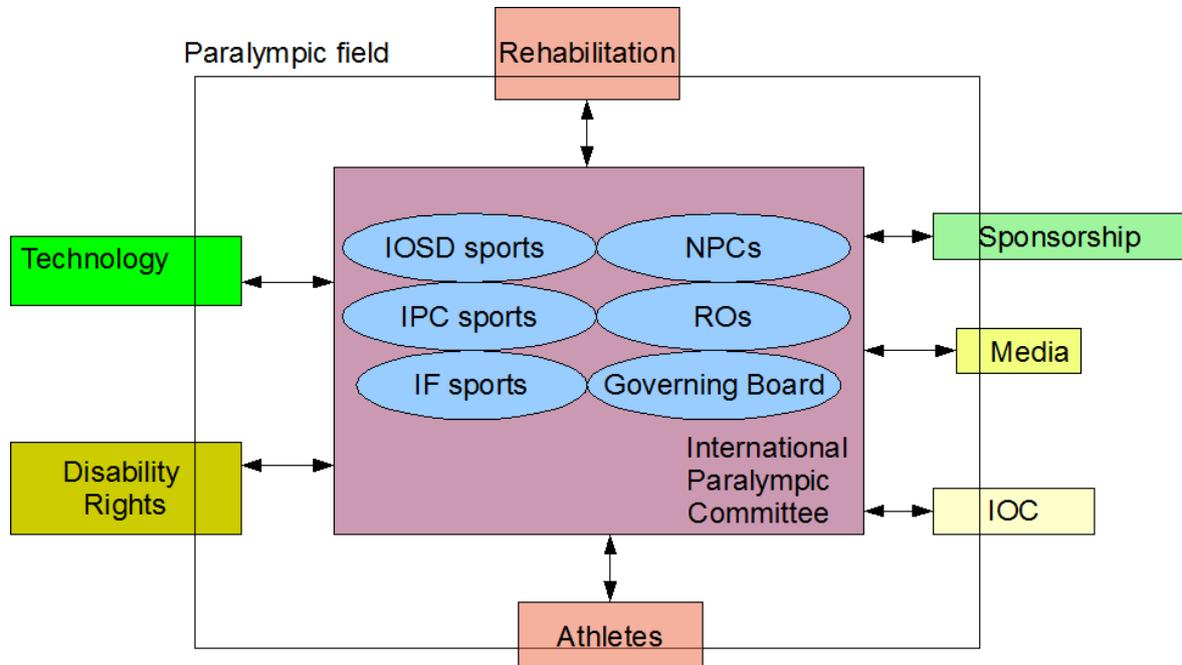 Paralympic field
Rehabilitation
Technology
IOSD sports
NPCs
Sponsorship
IPC sports
ROs
Media
IF sports
Governing Board
Disability
Rights
International
Paralympic
Committee
IOC
Athletes